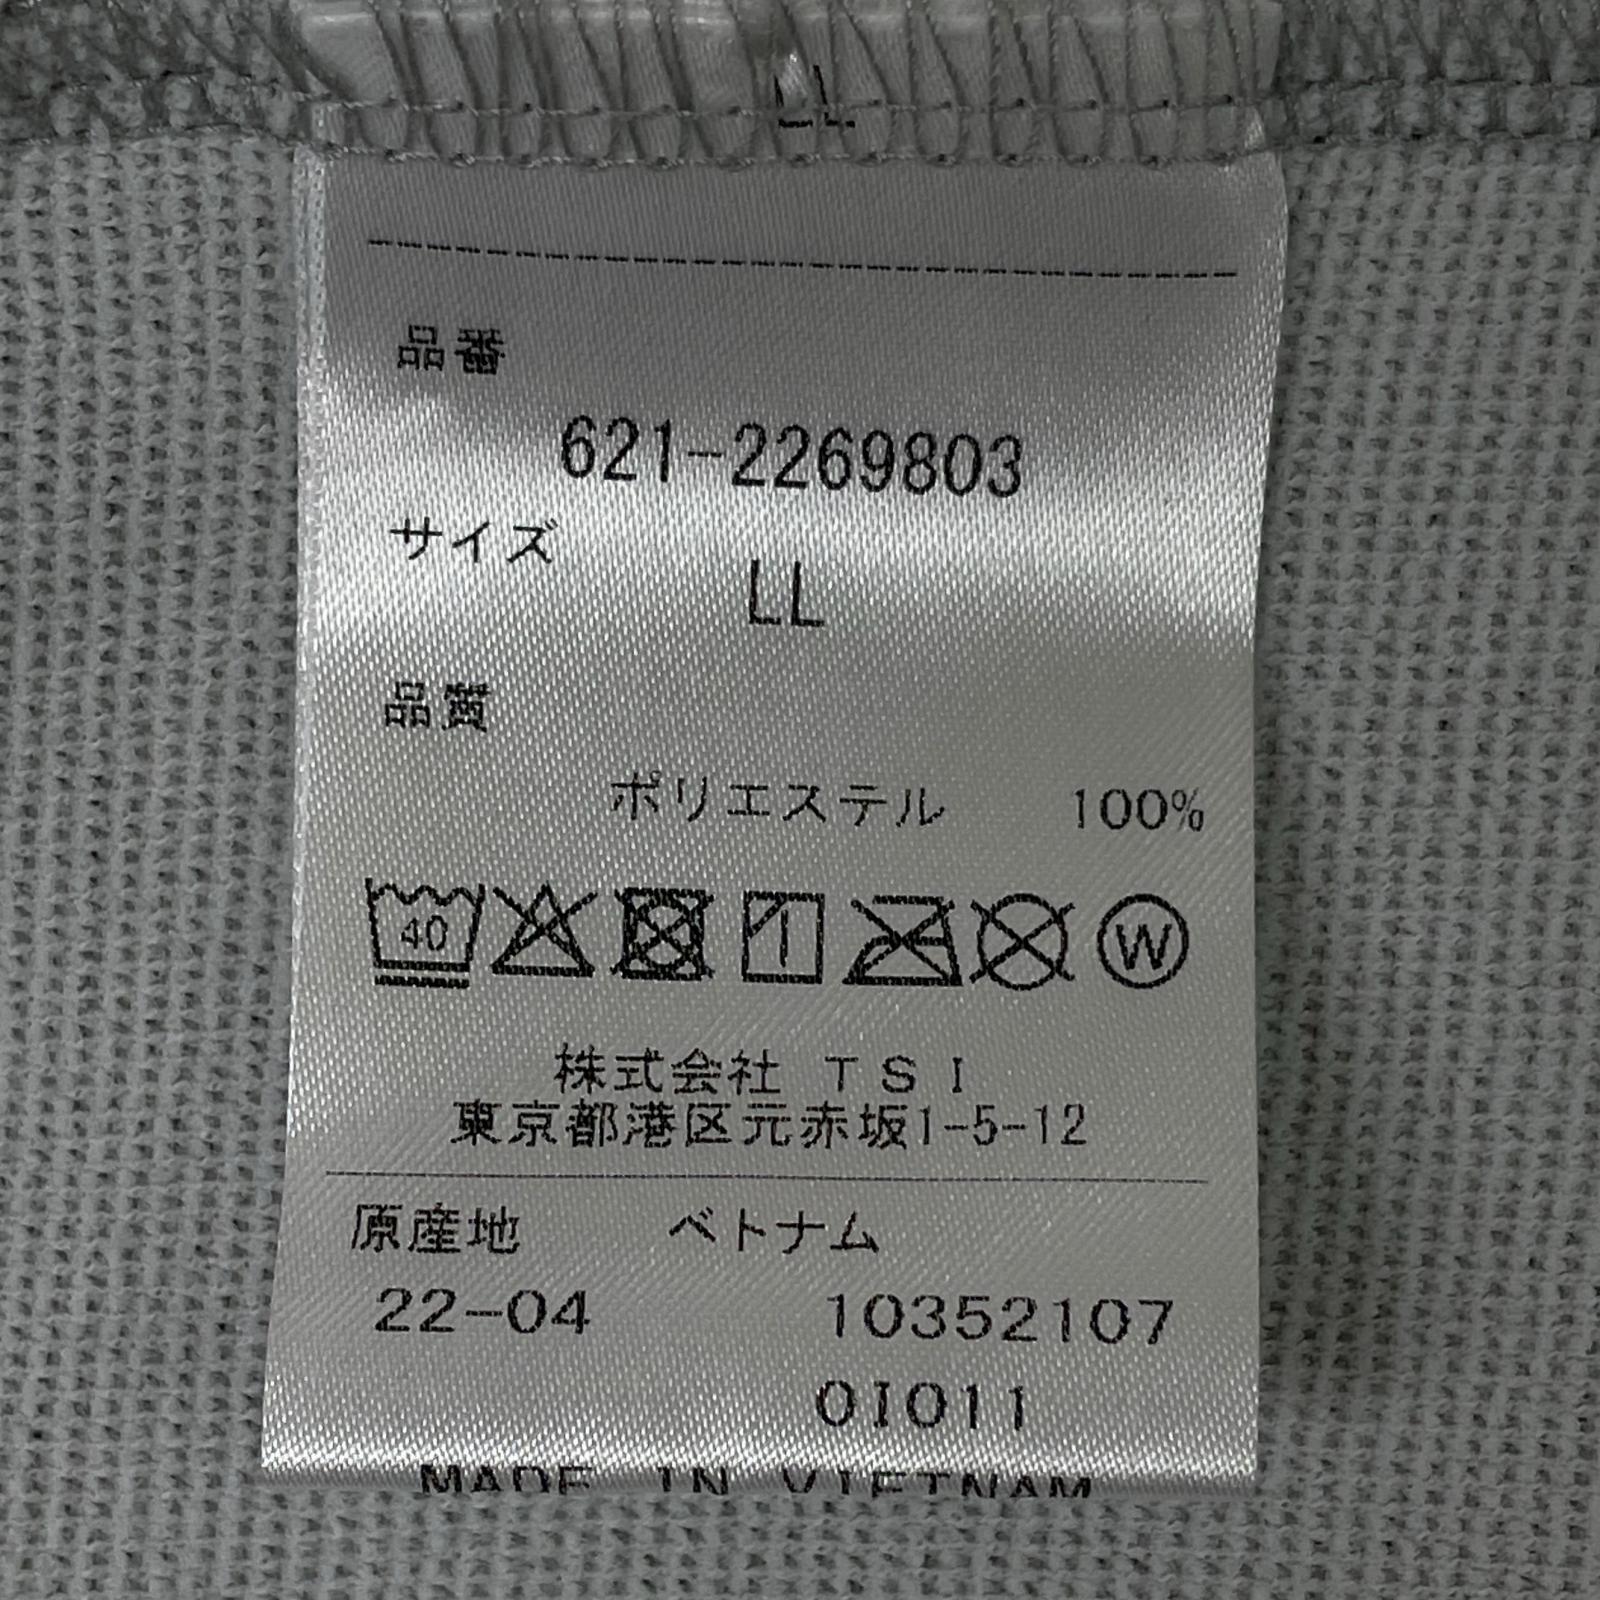 LL
品番
621-2269803
サイズ
LL
品質
ポリエステル 100%
40 W
株式会社 TSI
東京都港区元赤坂1-5-12
原産地 ベトナム
22-04 10352107
0I011
MADE IN VIETNAM